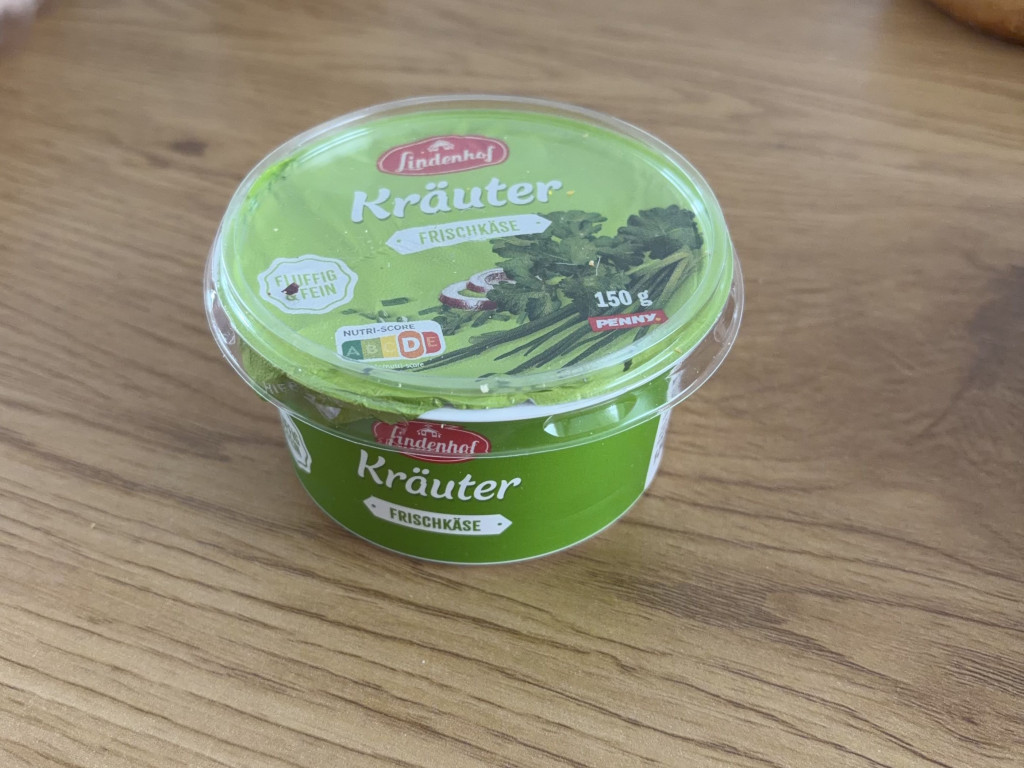 Lindenhof
Kräuter
FRISCHKÄSE
FLUFFIG
& FEIN
150 g
PENNY.
NUTRI-SCORE
A B C D E
Lindenhof
Kräuter
FRISCHKÄSE